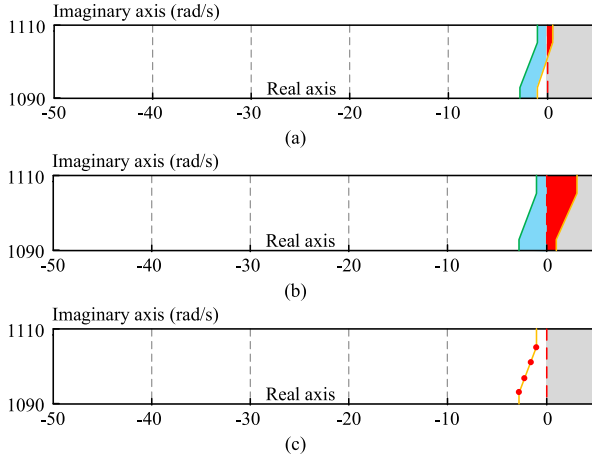 Imaginary axis (rad/s)
1110
Real axis
1090
-50 -40 -30 -20 -10 0
(a)
Imaginary axis (rad/s)
1110
Real axis
1090
-50 -40 -30 -20 -10 0
(b)
Imaginary axis (rad/s)
1110
Real axis
1090
-50 -40 -30 -20 -10 0
(c)